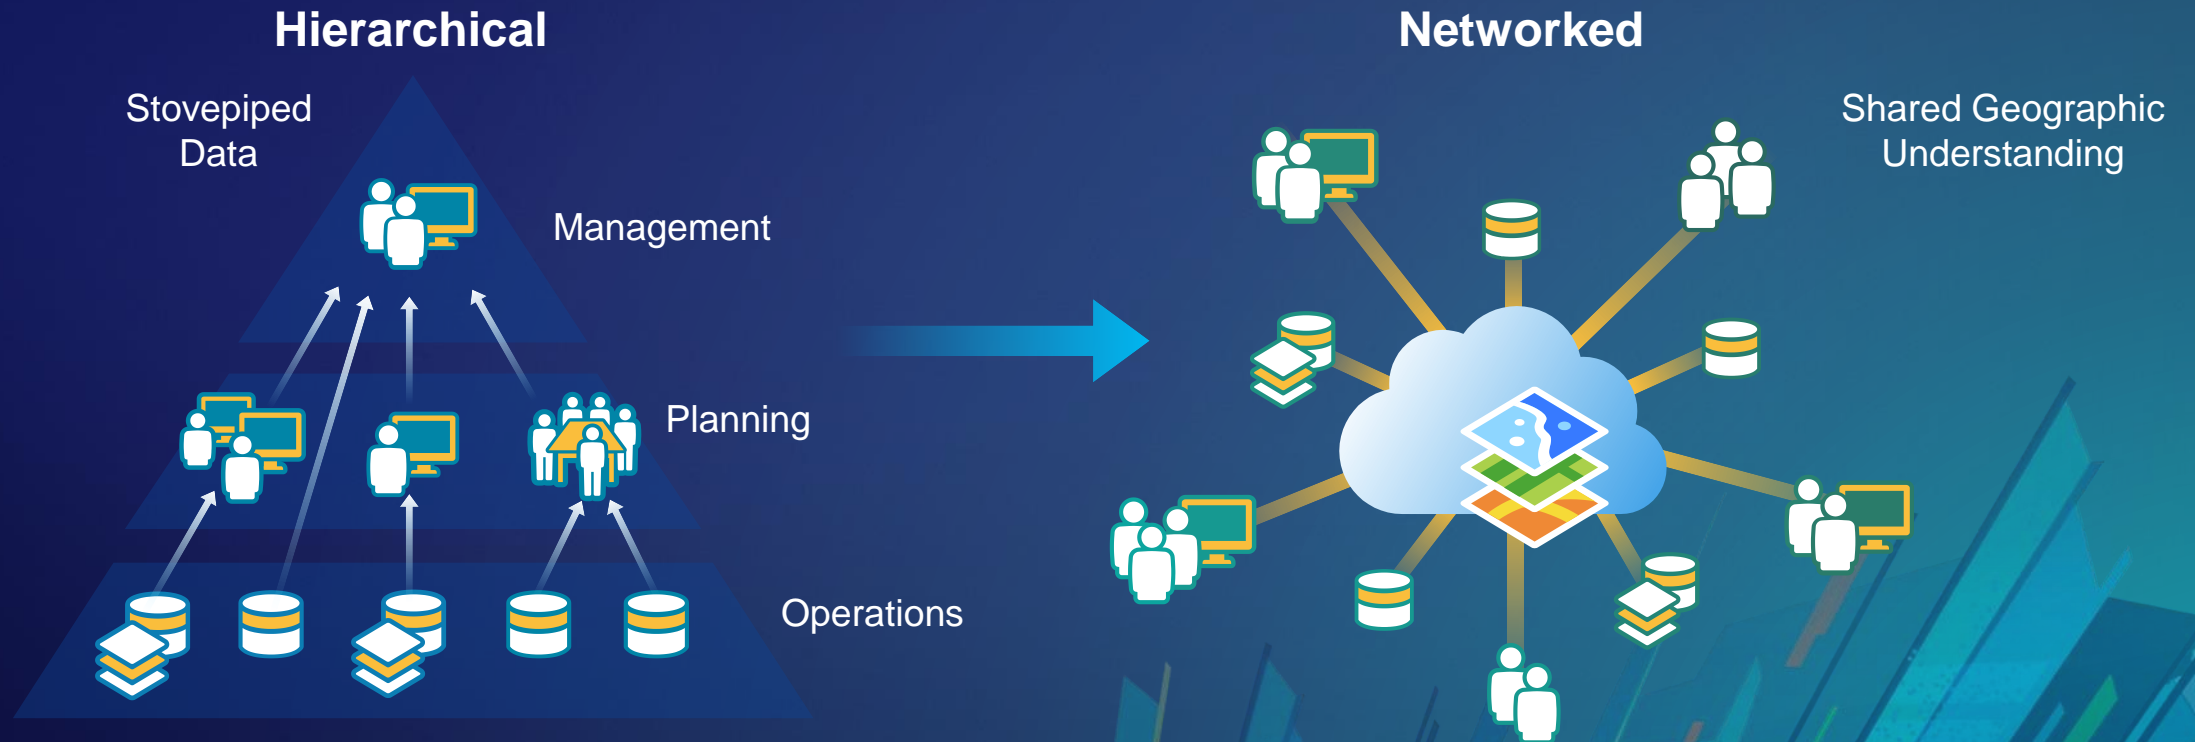 Hierarchical
Stovepiped
Data
Management
Planning
Operations
Networked
Shared Geographic
Understanding